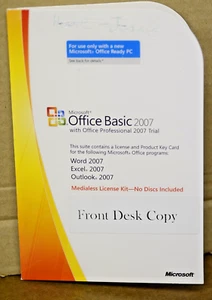 For use only with a new
Microsoft® Office Ready PC
Microsoft®
Office Basic 2007
with Office Professional 2007 Trial
This suite contains a license and Product Key Card
for the following Microsoft® Office programs:
Word 2007
Excel® 2007
Outlook® 2007
Medialess License Kit—No Discs Included
Front Desk Copy
Microsoft